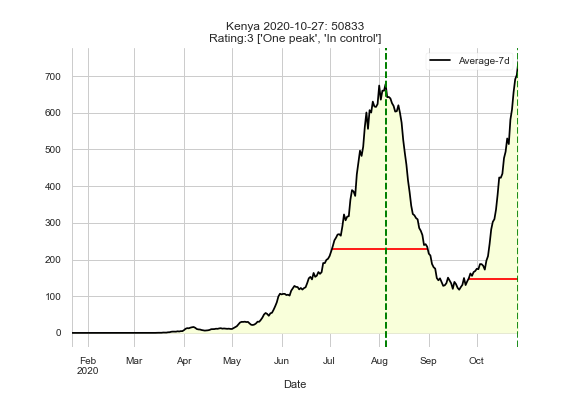 Kenya 2020-10-27: 50833
Rating:3 ['One peak', 'In control']
Average-7d
700
600
500
400
300
200
100
0
Feb Mar Apr May Jun Jul Aug Sep Oct
2020
Date